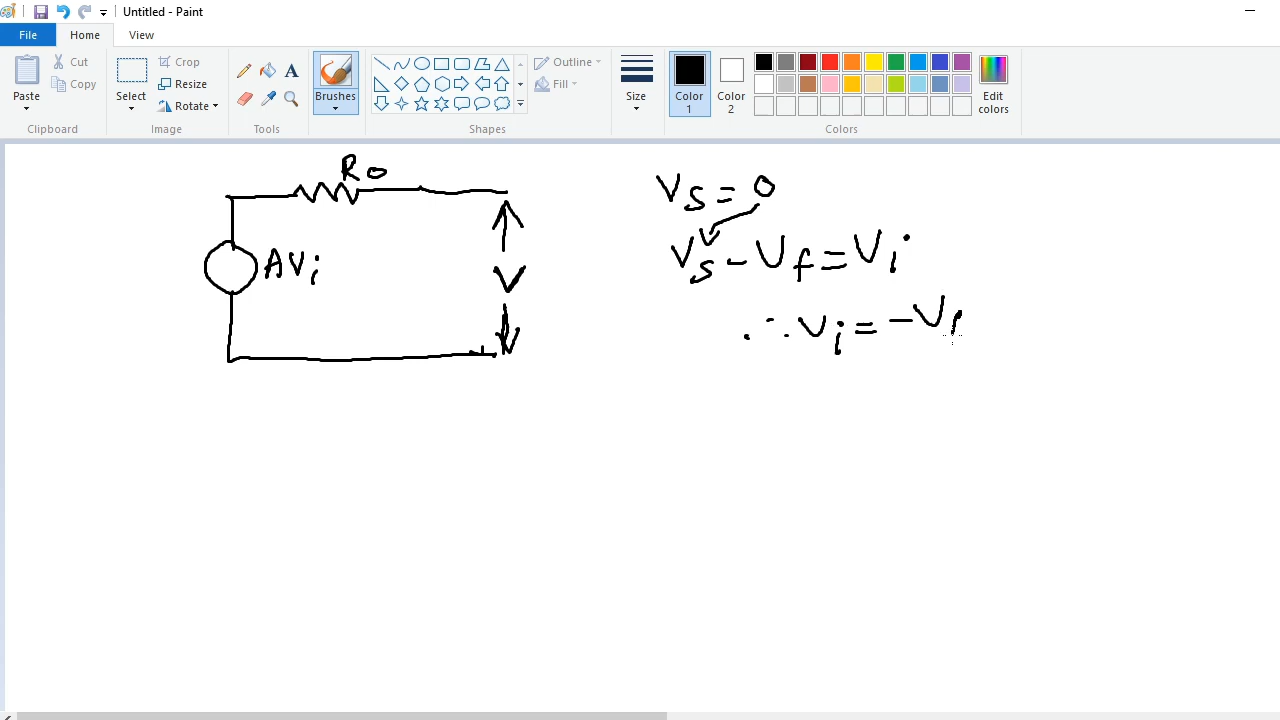 Untitled - Paint
File Home View
Paste Cut Copy Clipboard
Select Crop Resize Rotate Image
Tools
Brushes
Shapes Outline Fill
Size
Color 1 Color 2 Edit colors Colors
Ro
AVi
V
Vs = 0
Vs - Vf = Vi
∴ Vi = -V